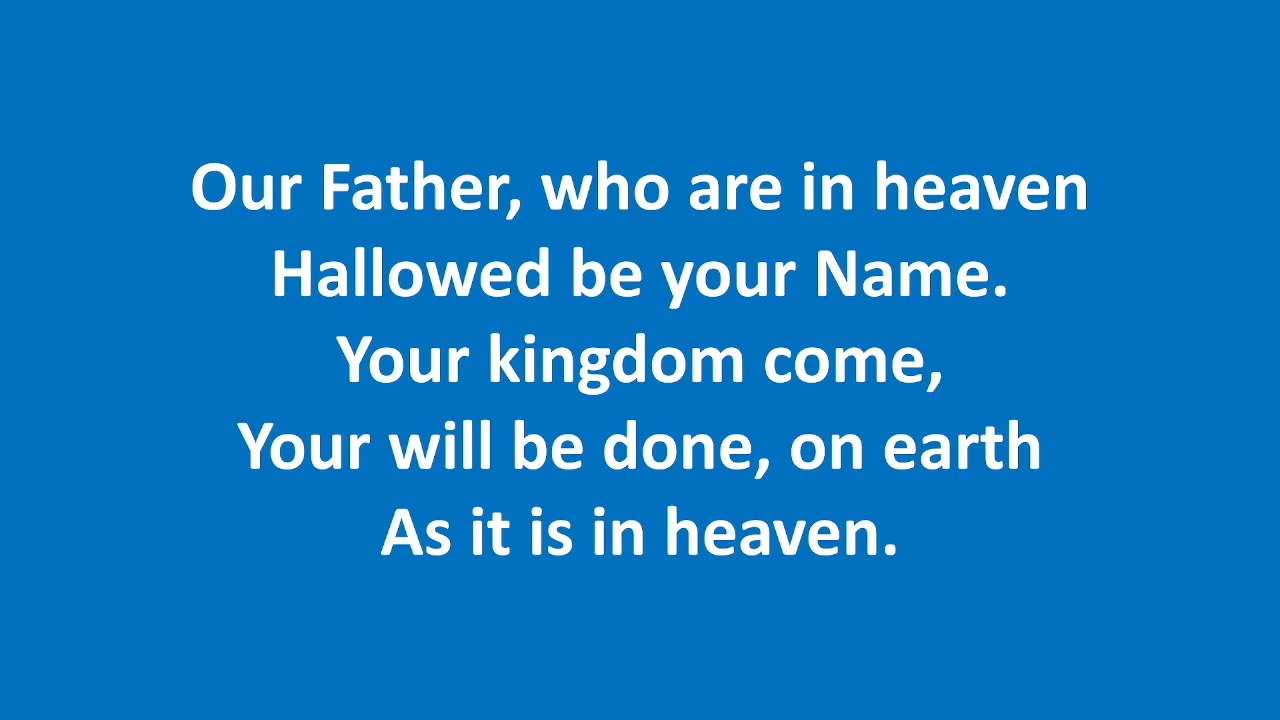 Our Father, who are in heaven
Hallowed be your Name.
Your kingdom come,
Your will be done, on earth
As it is in heaven.